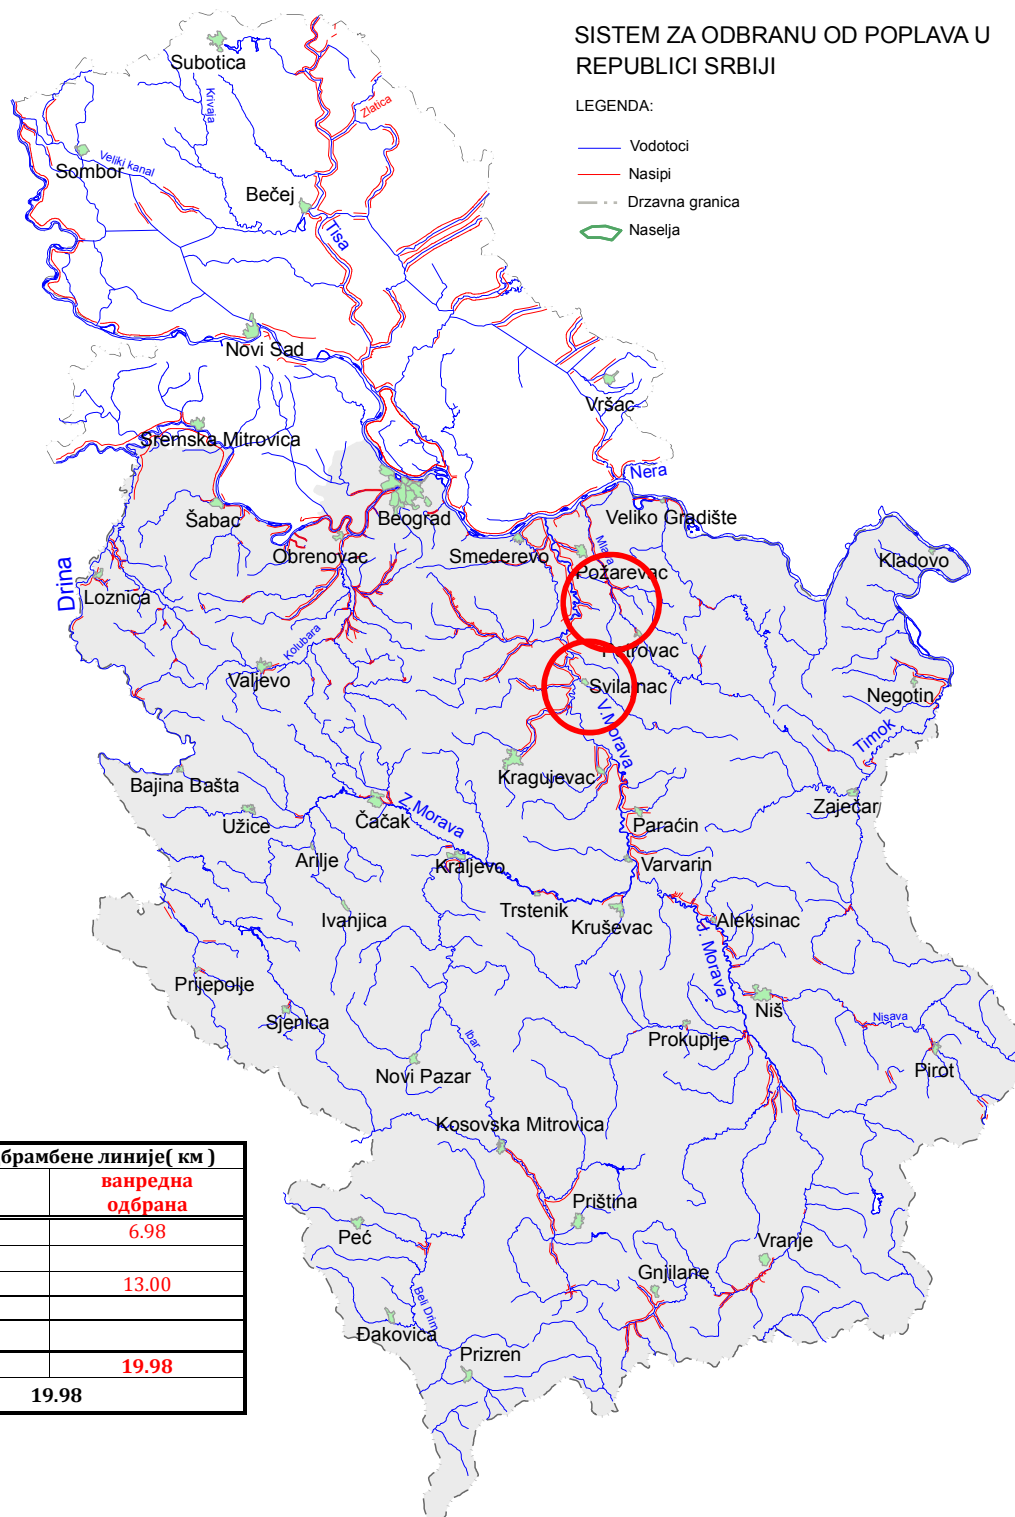 SISTEM ZA ODBRANU OD POPLAVA U
REPUBLICI SRBIJI
LEGENDA:
Vodotoci
Nasipi
Drzavna granica
Naselja
Subotica
Krivaja
Zlatica
Sombor
Veliki kanal
Bečej
Tisa
Novi Sad
Vršac
Sremska Mitrovica
Nera
Šabac
Beograd
Veliko Gradište
Obrenovac
Smederevo
Kladovo
Drina
Loznica
Požarevac
Kolubara
Petrovac
Valjevo
Svilajnac
Negotin
V.Morava
Timok
Bajina Bašta
Kragujevac
Zaječar
Užice
Čačak
Z.Morava
Paraćin
Arilje
Kraljevo
Varvarin
Ivanjica
Trstenik
Kruševac
Aleksinac
J. Morava
Prijepolje
Niš
Sjenica
Ibar
Prokuplje
Nisava
Novi Pazar
Pirot
Kosovska Mitrovica
Priština
Peć
Vranje
Gnjilane
Beli Drim
Đakovica
Prizren
брамбене линије( км )
ванредна
одбрана
6.98
13.00
19.98
19.98